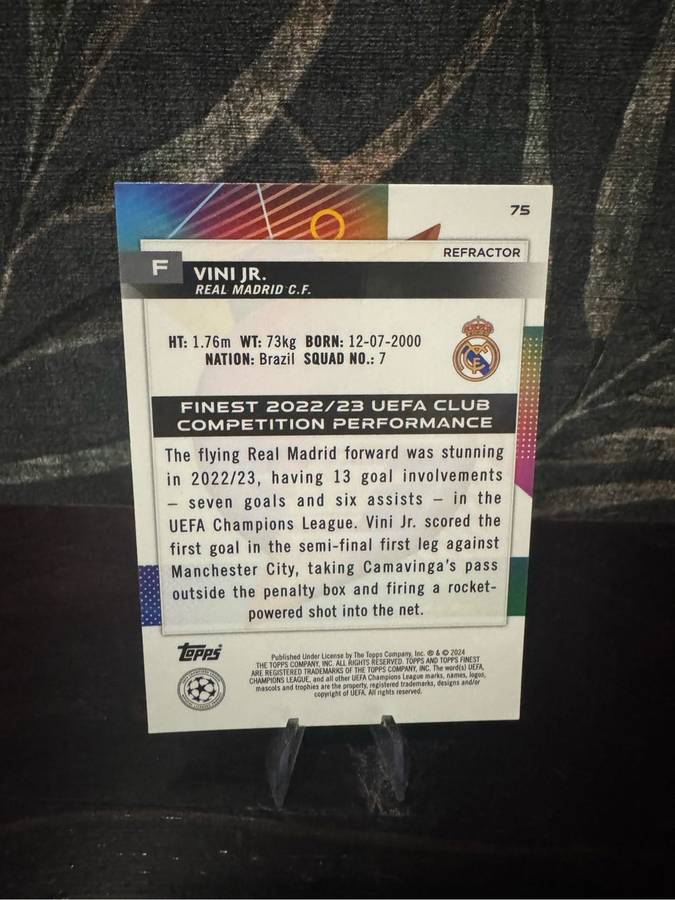 75
REFRACTOR
F
VINI JR.
REAL MADRID C.F.
HT: 1.76m WT: 73kg BORN: 12-07-2000
NATION: Brazil SQUAD NO.: 7
FINEST 2022/23 UEFA CLUB
COMPETITION PERFORMANCE
The flying Real Madrid forward was stunning
in 2022/23, having 13 goal involvements
– seven goals and six assists – in the
UEFA Champions League. Vini Jr. scored the
first goal in the semi-final first leg against
Manchester City, taking Camavinga's pass
outside the penalty box and firing a rocket-
powered shot into the net.
Topps
Published Under License by The Topps Company, Inc. ® & © 2024
THE TOPPS COMPANY, INC. ALL RIGHTS RESERVED. TOPPS AND TOPPS FINEST
ARE REGISTERED TRADEMARKS OF THE TOPPS COMPANY, INC. The word(s) UEFA,
CHAMPIONS LEAGUE, and all other UEFA Champions League marks, names, logos,
mascots and trophies are the property, registered trademarks, designs and/or
copyright of UEFA. All rights reserved.